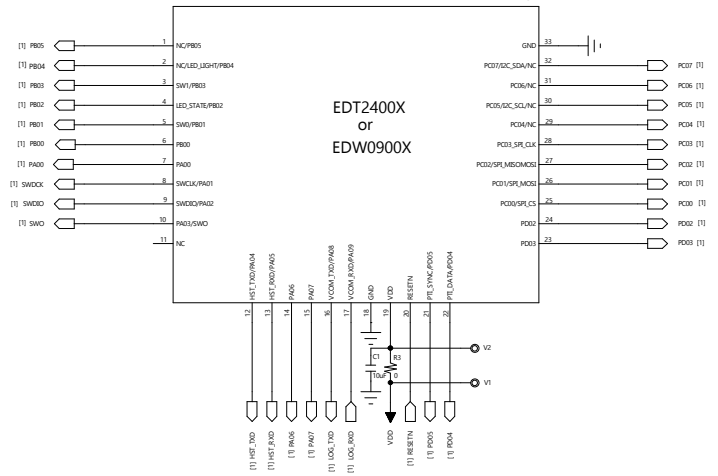 EDT2400X
or
EDW0900X
[1] PB05 1 NC/PB05
[1] PB04 2 NC/LED_LIGHT/PB04
[1] PB03 3 SW1/PB03
[1] PB02 4 LED_STATE/PB02
[1] PB01 5 SW0/PB01
[1] PB00 6 PB00
[1] PA00 7 PA00
[1] SWDCK 8 SWCLK/PA01
[1] SWDIO 9 SWDIO/PA02
[1] SWO 10 PA03/SWO
11 NC
GND 33
PC07/I2C_SDA/NC 32 PC07 [1]
PC06/NC 31 PC06 [1]
PC05/I2C_SCL/NC 30 PC05 [1]
PC04/NC 29 PC04 [1]
PC03_SPI_CLK 28 PC03 [1]
PC02/SPI_MISOMOSI 27 PC02 [1]
PC01/SPI_MOSI 26 PC01 [1]
PC00/SPI_CS 25 PC00 [1]
PD02 24 PD02 [1]
PD03 23 PD03 [1]
HST_TXD/PA04 12 [1] HST_TXD
HST_RXD/PA05 13 [1] HST_RXD
PA06 14 [1] PA06
PA07 15 [1] PA07
VCOM_TXD/PA08 16 [1] LOG_TXD
VCOM_RXD/PA09 17 [1] LOG_RXD
GND 18
VDD 19 VDD
RESETN 20 [1] RESETN
PTI_SYNC/PD05 21 [1] PD05
PTI_DATA/PD04 22 [1] PD04
V2
C1
10uF
R3
0
V1